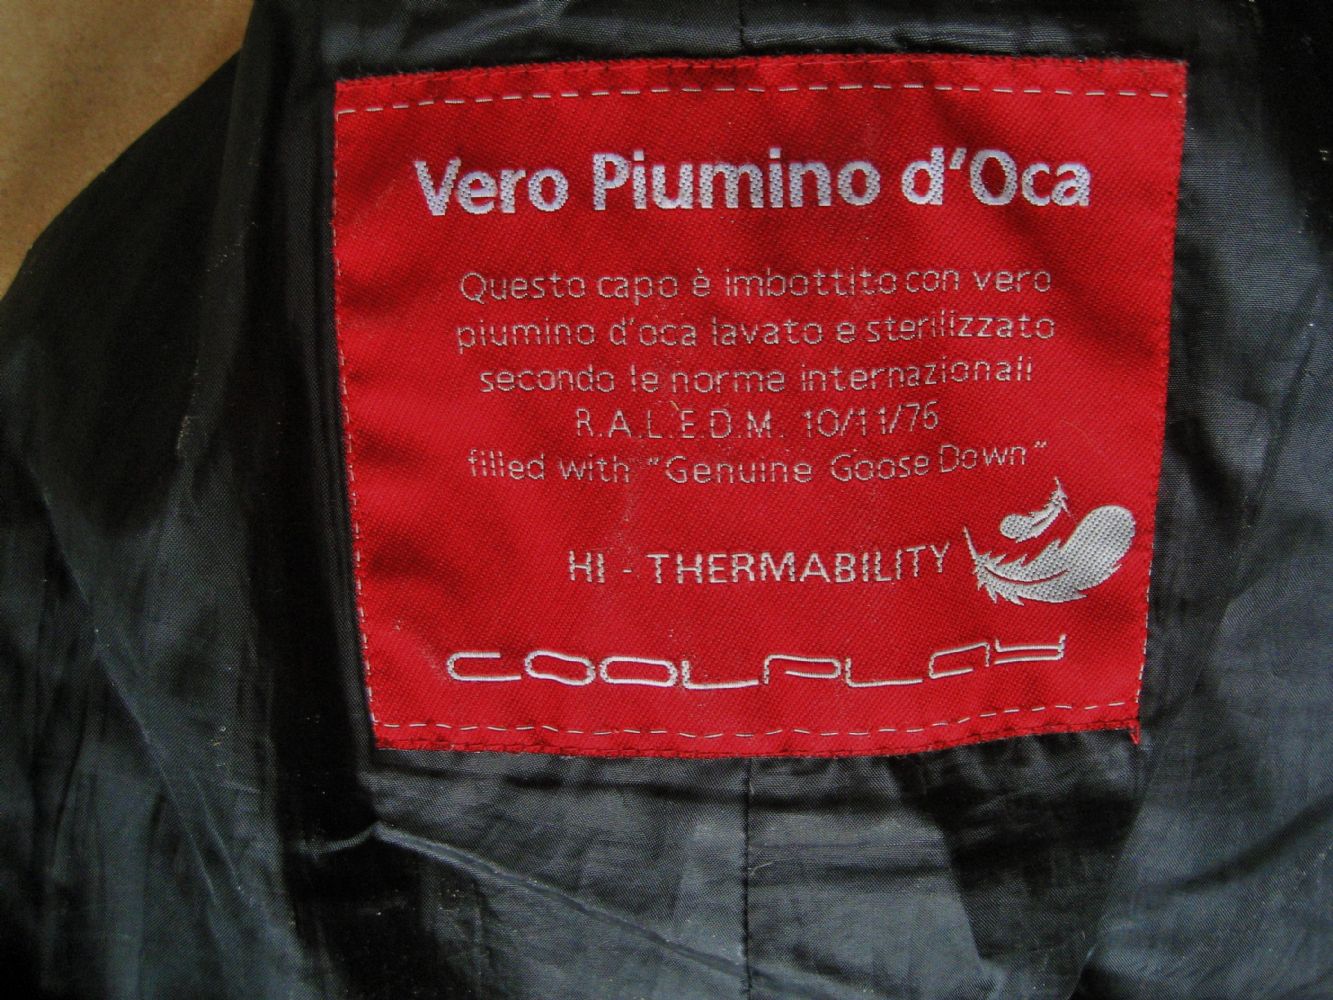 Vero Piumino d'Oca
Questo capo è imbottito con vero
piumino d'oca lavato e sterilizzato
secondo le norme internazionali
R.A.L.E.D.M. 10/11/76
filled with "Genuine Goose Down"
HI - THERMABILITY
COOLPLAY